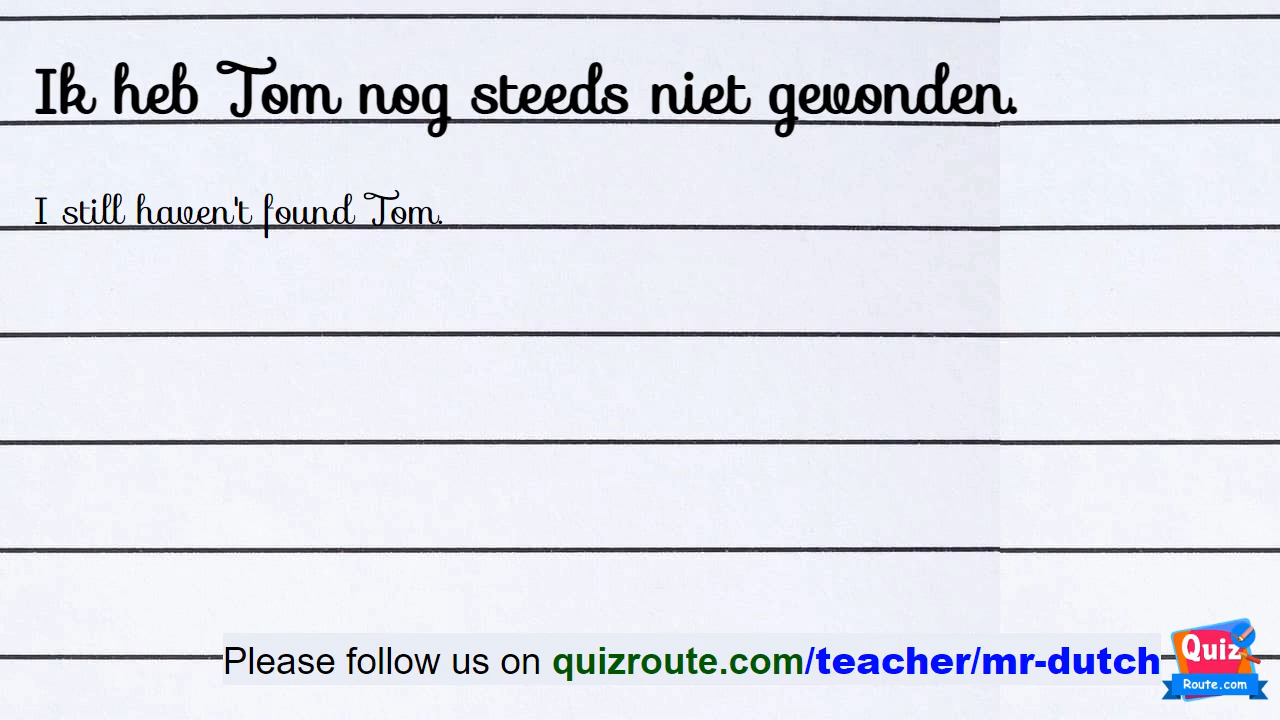 Ik heb Tom nog steeds niet gevonden.
I still haven't found Tom.
Please follow us on quizroute.com/teacher/mr-dutch
Quiz
Route.com